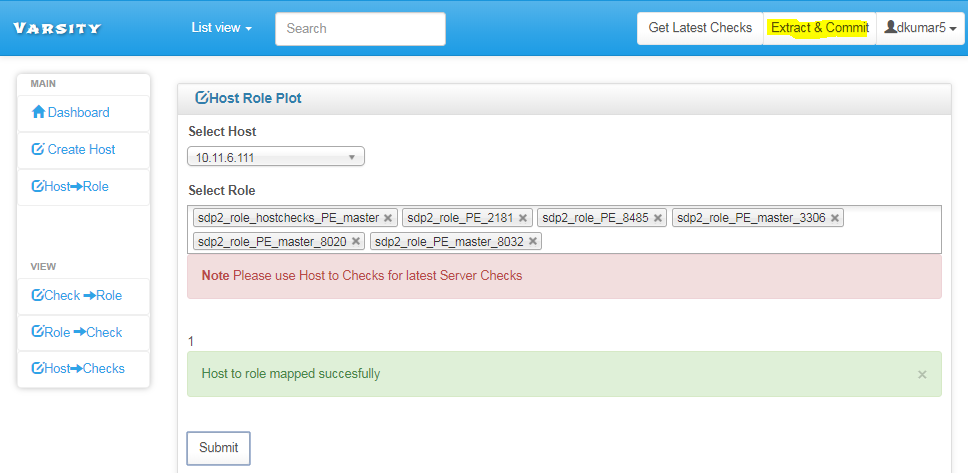 VARSITY
List view
Search
Get Latest Checks
Extract & Commit
dkumar5
MAIN
Dashboard
Create Host
Host Role
VIEW
Check Role
Role Check
Host Checks
Host Role Plot
Select Host
10.11.6.111
Select Role
sdp2_role_hostchecks_PE_master × sdp2_role_PE_2181 × sdp2_role_PE_8485 × sdp2_role_PE_master_3306 ×
sdp2_role_PE_master_8020 × sdp2_role_PE_master_8032 ×
Note Please use Host to Checks for latest Server Checks
1
Host to role mapped succesfully ×
Submit